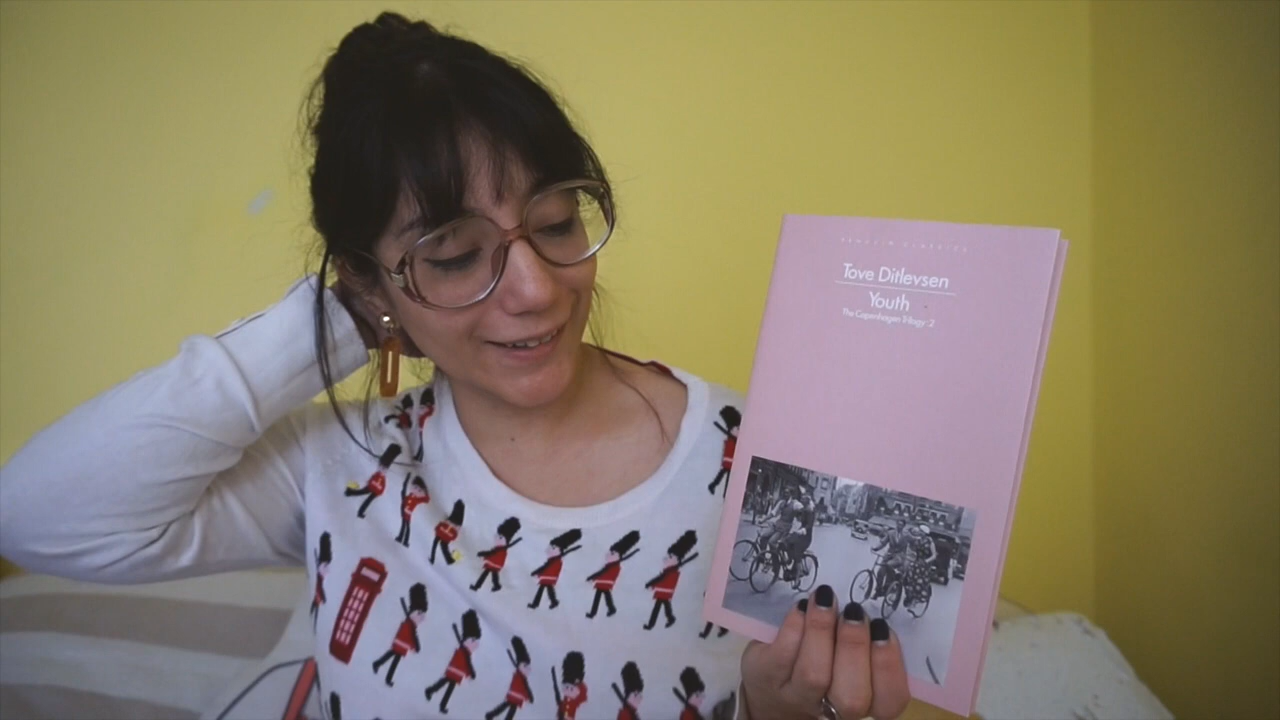 PENGUIN CLASSICS
Tove Ditlevsen
Youth
The Copenhagen Trilogy: 2